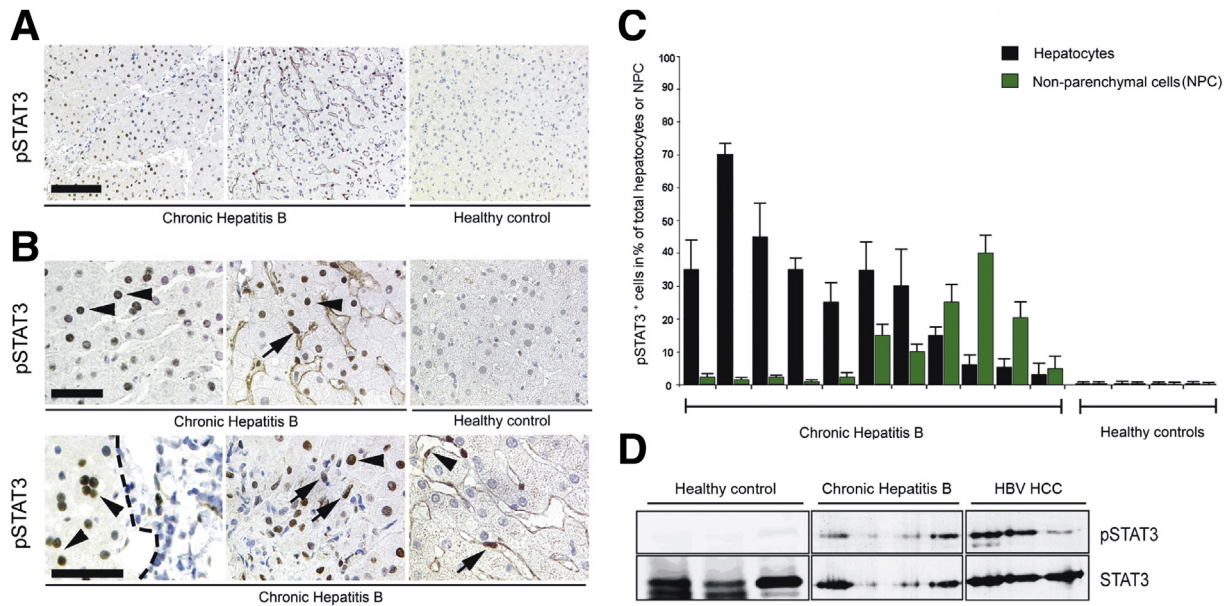 A
pSTAT3
Chronic Hepatitis B
Healthy control
B
pSTAT3
Chronic Hepatitis B
Healthy control
pSTAT3
Chronic Hepatitis B
C
Hepatocytes
Non-parenchymal cells (NPC)
pSTAT3 + cells in % of total hepatocytes or NPC
100
90
80
70
60
50
40
30
20
10
0
Chronic Hepatitis B
Healthy controls
D
Healthy control
Chronic Hepatitis B
HBV HCC
pSTAT3
STAT3